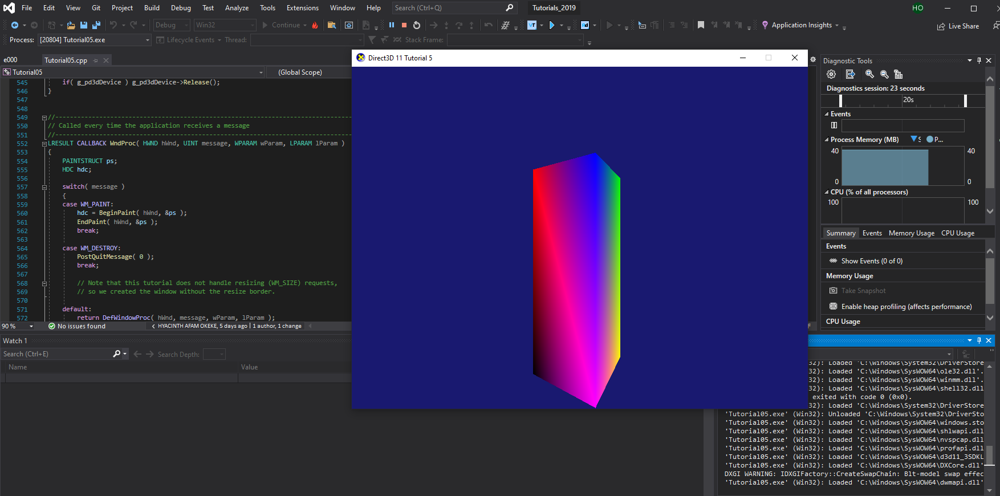 File Edit View Git Project Build Debug Test Analyze Tools Extensions Window Help Search (Ctrl+Q) Tutorials_2019 HO
Debug Win32 Continue Application Insights Live Share
Process: [20804] Tutorial05.exe Lifecycle Events Thread: Stack Frame:
e000 Tutorial05.cpp
Tutorial05 (Global Scope)
545 if( g_pd3dDevice ) g_pd3dDevice->Release();
546 }
547
548
549 //--------------------------------------------------------------------------------------
550 // Called every time the application receives a message
551 //--------------------------------------------------------------------------------------
552 LRESULT CALLBACK WndProc( HWND hWnd, UINT message, WPARAM wParam, LPARAM lParam )
553 {
554 PAINTSTRUCT ps;
555 HDC hdc;
556
557 switch( message )
558 {
559 case WM_PAINT:
560 hdc = BeginPaint( hWnd, &ps );
561 EndPaint( hWnd, &ps );
562 break;
563
564 case WM_DESTROY:
565 PostQuitMessage( 0 );
566 break;
567
568 // Note that this tutorial does not handle resizing (WM_SIZE) requests,
569 // so we created the window without the resize border.
570
571 default:
572 return DefWindowProc( hWnd, message, wParam, lParam );
90 % No issues found HYACINTH AFAM OKEKE, 5 days ago | 1 author, 1 change
Direct3D 11 Tutorial 5
Diagnostic Tools
Diagnostics session: 23 seconds
20s
Events
Process Memory (MB) S P...
40 40
0 0
CPU (% of all processors)
100 100
Summary Events Memory Usage CPU Usage
Events
Show Events (0 of 0)
Memory Usage
Take Snapshot
Enable heap profiling (affects performance)
CPU Usage
Watch 1
Search (Ctrl+E) Search Depth:
Name Value
32): Loaded 'C:\Windows\System32\DriverStore
32): Loaded 'C:\Windows\SysWOW64\ole32.dll'.
32): Loaded 'C:\Windows\SysWOW64\winmm.dll'.
32): Loaded 'C:\Windows\SysWOW64\shell32.dll
exited with code 0 (0x0).
32): Loaded 'C:\Windows\System32\DriverStore
'Tutorial05.exe' (Win32): Unloaded 'C:\Windows\System32\DriverSto
'Tutorial05.exe' (Win32): Loaded 'C:\Windows\SysWOW64\windows.sto
'Tutorial05.exe' (Win32): Loaded 'C:\Windows\SysWOW64\shlwapi.dll
'Tutorial05.exe' (Win32): Loaded 'C:\Windows\SysWOW64\nvspcap.dll
'Tutorial05.exe' (Win32): Loaded 'C:\Windows\SysWOW64\profapi.dll
'Tutorial05.exe' (Win32): Loaded 'C:\Windows\SysWOW64\d3d11_3SDKL
'Tutorial05.exe' (Win32): Loaded 'C:\Windows\SysWOW64\DXCore.dll'
DXGI WARNING: IDXGIFactory::CreateSwapChain: Blt-model swap effec
'Tutorial05.exe' (Win32): Loaded 'C:\Windows\SysWOW64\dwmapi.dll'